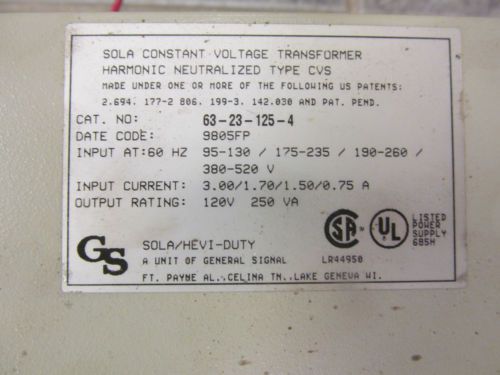 SOLA CONSTANT VOLTAGE TRANSFORMER
HARMONIC NEUTRALIZED TYPE CVS
MADE UNDER ONE OR MORE OF THE FOLLOWING US PATENTS:
2.694. 177-2 806. 199-3. 142.030 AND PAT. PEND.
CAT. NO: 63-23-125-4
DATE CODE: 9805FP
INPUT AT:60 HZ 95-130 / 175-235 / 190-260 /
380-520 V
INPUT CURRENT: 3.00/1.70/1.50/0.75 A
OUTPUT RATING: 120V 250 VA
GS
SOLA/HEVI-DUTY
A UNIT OF GENERAL SIGNAL
FT. PAYNE AL.,CELINA TN.,LAKE GENEVA WI.
SA
LR44950
UL
LISTED
POWER
SUPPLY
685H